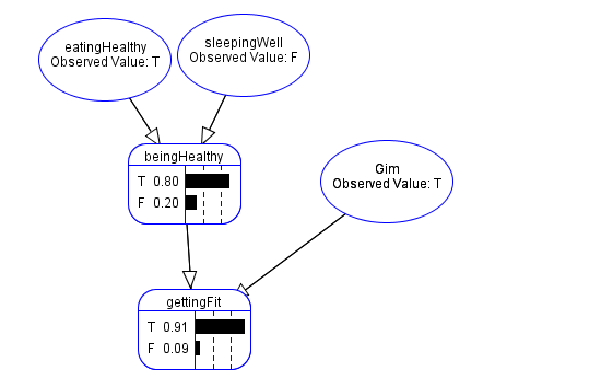 eatingHealthy
Observed Value: T
sleepingWell
Observed Value: F
beingHealthy
T 0.80
F 0.20
Gim
Observed Value: T
gettingFit
T 0.91
F 0.09